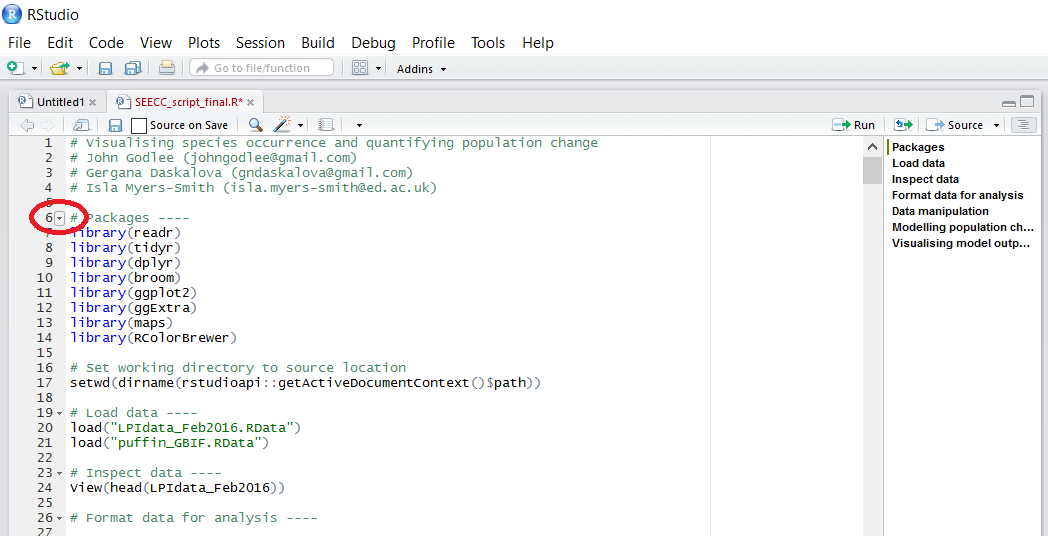 RStudio
File Edit Code View Plots Session Build Debug Profile Tools Help
Go to file/function Addins
Untitled1 SEECC_script_final.R*
Source on Save Run Source
1 # Visualising species occurrence and quantifying population change
2 # John Godlee (johngodlee@gmail.com)
3 # Gergana Daskalova (gndaskalova@gmail.com)
4 # Isla Myers-Smith (isla.myers-smith@ed.ac.uk)
5
6 # Packages ----
7 library(readr)
8 library(tidyr)
9 library(dplyr)
10 library(broom)
11 library(ggplot2)
12 library(ggExtra)
13 library(maps)
14 library(RColorBrewer)
15
16 # Set working directory to source location
17 setwd(dirname(rstudioapi::getActiveDocumentContext()$path))
18
19 # Load data ----
20 load("LPIdata_Feb2016.RData")
21 load("puffin_GBIF.RData")
22
23 # Inspect data ----
24 View(head(LPIdata_Feb2016))
25
26 # Format data for analysis ----
27
Packages
Load data
Inspect data
Format data for analysis
Data manipulation
Modelling population ch...
Visualising model outp...